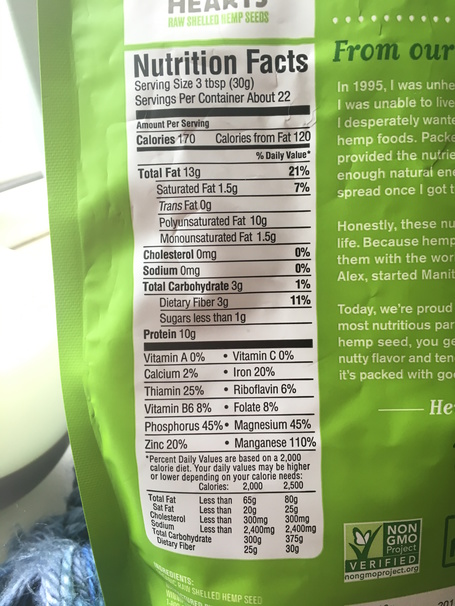 HEARTS
RAW SHELLED HEMP SEEDS
Nutrition Facts
Serving Size 3 tbsp (30g)
Servings Per Container About 22
Amount Per Serving
Calories 170 Calories from Fat 120
% Daily Value*
Total Fat 13g 21%
Saturated Fat 1.5g 7%
Trans Fat 0g
Polyunsaturated Fat 10g
Monounsaturated Fat 1.5g
Cholesterol 0mg 0%
Sodium 0mg 0%
Total Carbohydrate 3g 1%
Dietary Fiber 3g 11%
Sugars less than 1g
Protein 10g
Vitamin A 0% • Vitamin C 0%
Calcium 2% • Iron 20%
Thiamin 25% • Riboflavin 6%
Vitamin B6 8% • Folate 8%
Phosphorus 45% • Magnesium 45%
Zinc 20% • Manganese 110%
*Percent Daily Values are based on a 2,000
calorie diet. Your daily values may be higher
or lower depending on your calorie needs:
Calories: 2,000 2,500
Total Fat Less than 65g 80g
Sat Fat Less than 20g 25g
Cholesterol Less than 300mg 300mg
Sodium Less than 2,400mg 2,400mg
Total Carbohydrate 300g 375g
Dietary Fiber 25g 30g
INGREDIENTS:
RAW SHELLED HEMP SEED
From our
In 1995, I was unhe
I was unable to live
I desperately wante
hemp foods. Packe
provided the nutrie
enough natural ene
spread once I got t
Honestly, these nu
life. Because hemp
them with the wor
Alex, started Manit
Today, we're proud
most nutritious par
hemp seed, you ge
nutty flavor and ten
it's packed with goo
He
NON
GMO
Project
VERIFIED
nongmoproject.org